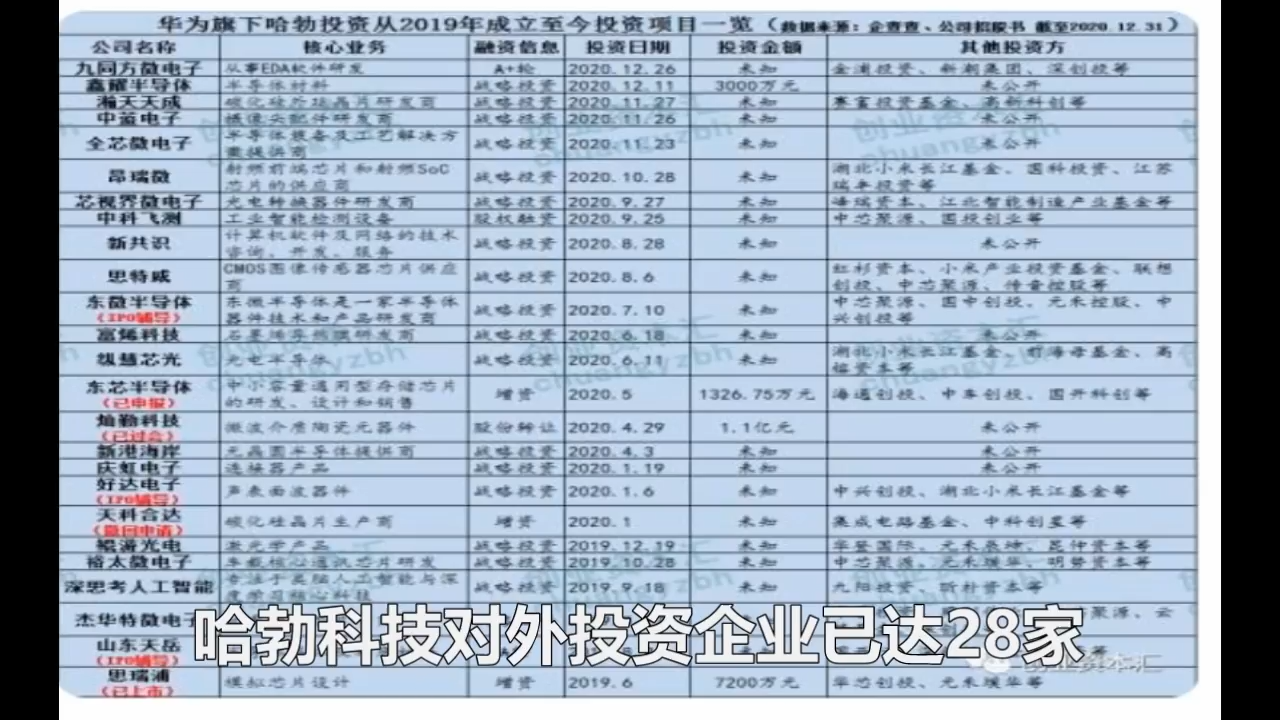 华为旗下哈勃投资从2019年成立至今投资项目一览（数据来源：企查查、公司招股书 截至2020.12.31）
公司名称 核心业务 融资信息 投资日期 投资金额 其他投资方
九同方微电子 从事EDA软件研发 A+轮 2020.12.26 未知 金浦投资、新潮集团、深创投等
鑫耀半导体 半导体材料 战略投资 2020.12.11 3000万元 未公开
瀚天天成 碳化硅外延晶片研发商 战略投资 2020.11.27 未知 赛富投资基金、高新科创等
中蓝电子 摄像头配件研发商 战略投资 2020.11.26 未知 未公开
全芯微电子 半导体装备及工艺解决方
案提供商 战略投资 2020.11.23 未知 未公开
昂瑞微 射频前端芯片和射频SoC
芯片的供应商 战略投资 2020.10.28 未知 湖北小米长江基金、国科投资、江苏
瑞丰投资等
芯视界微电子 光电转换器件研发商 战略投资 2020.9.27 未知 峰瑞资本、江北智能制造产业基金等
中科飞测 工业智能检测设备 股权融资 2020.9.25 未知 中芯聚源、国投创业等
新共识 计算机软件及网络的技术
咨询、开发、服务 战略投资 2020.8.28 未知 未公开
思特威 CMOS图像传感器芯片供应
商 战略投资 2020.8.6 未知 红杉资本、小米产业投资基金、联想
创投、中芯聚源、传音控股等
东微半导体
（IPO辅导） 东微半导体是一家半导体
器件技术和产品研发商 战略投资 2020.7.10 未知 中芯聚源、国中创投、元禾控股、中
兴创投等
富烯科技 石墨烯导热膜研发商 战略投资 2020.6.18 未知 未公开
纵慧芯光 光电半导体 战略投资 2020.6.11 未知 湖北小米长江基金、前海母基金、高
榕资本等
东芯半导体
（已申报） 中小容量通用型存储芯片
的研发、设计和销售 增资 2020.5 1326.75万元 海通创投、中车创投、国开科创等
灿勤科技
（已过会） 微波介质陶瓷元器件 股份转让 2020.4.29 1.1亿元 未公开
新港海岸 无晶圆半导体提供商 战略投资 2020.4.3 未知 未公开
庆虹电子 连接器产品 战略投资 2020.1.19 未知 未公开
好达电子
（IPO辅导） 声表面波器件 战略投资 2020.1.6 未知 中兴创投、湖北小米长江基金等
天科合达
（撤回申请） 碳化硅晶片生产商 增资 2020.1 未知 集成电路基金、中科创星等
鲲游光电 激光学产品 战略投资 2019.12.19 未知 华登国际、元禾辰坤、昆仲资本等
裕太微电子 车载核心通讯芯片研发 战略投资 2019.10.28 未知 中芯聚源、元禾璞华、明势资本等
深思考人工智能 专注于类脑人工智能与深
度学习核心科技 战略投资 2019.9.18 未知 九阳投资、昕朴资本等
杰华特微电子
山东天岳
（IPO辅导）
思瑞浦
（已上市） 模拟芯片设计 增资 2019.6 7200万元 华芯创投、元禾璞华等
哈勃科技对外投资企业已达28家
创业资本汇